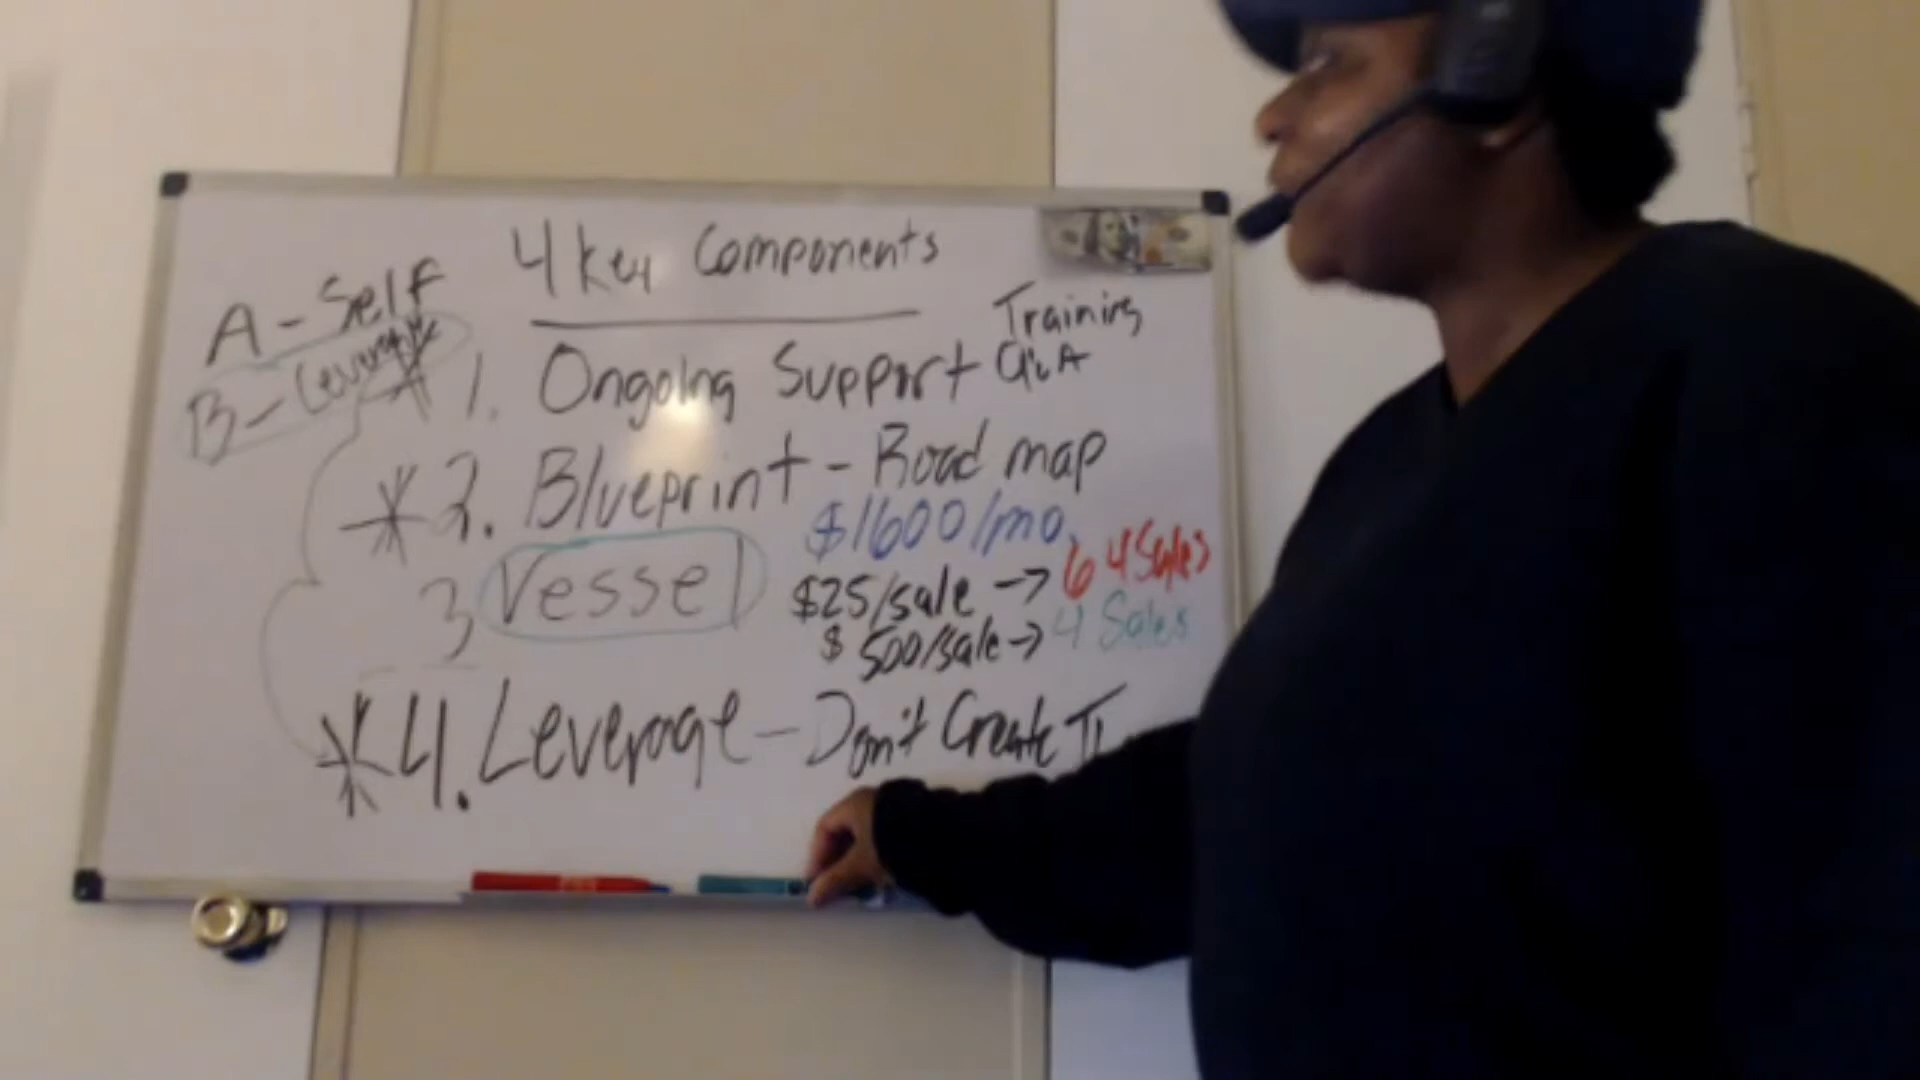 4 Key Components
A - Self
B - Leverage
Training
Q&A
* 1. Ongoing Support
* 2. Blueprint - Road map
$1600/mo.
3 Vessel
$25/sale -> 64 Sales
$500/sale -> 4 Sales
* 4. Leverage - Don't Create